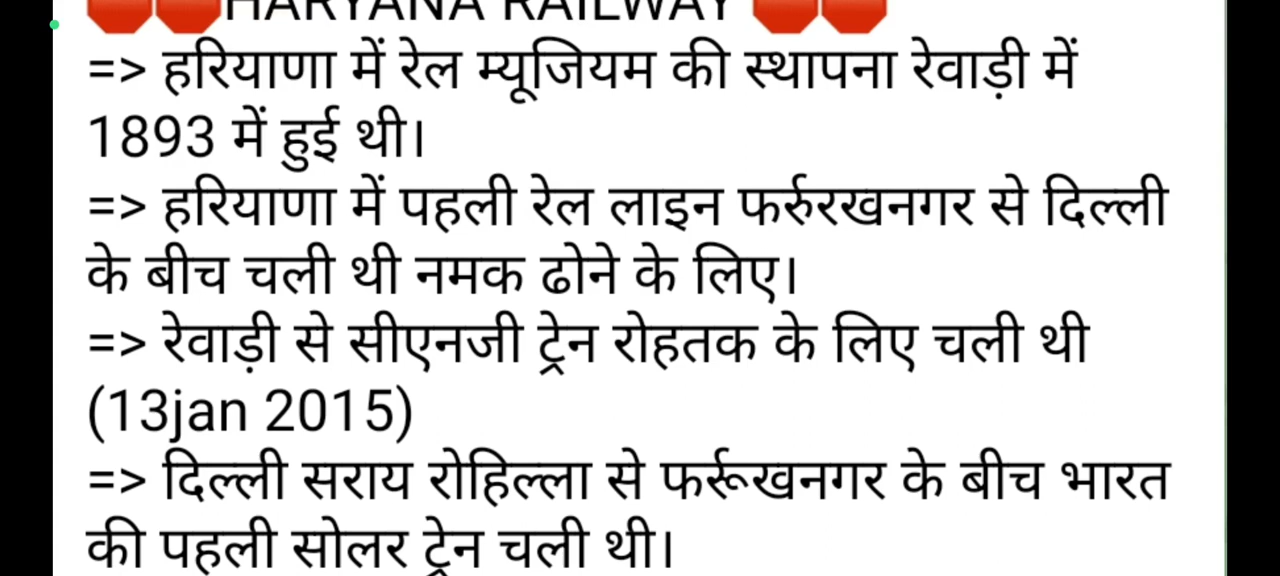 🛑🛑HARYANA RAILWAY 🛑🛑
=> हरियाणा में रेल म्यूजियम की स्थापना रेवाड़ी में
1893 में हुई थी।
=> हरियाणा में पहली रेल लाइन फर्रुरखनगर से दिल्ली
के बीच चली थी नमक ढोने के लिए।
=> रेवाड़ी से सीएनजी ट्रेन रोहतक के लिए चली थी
(13jan 2015)
=> दिल्ली सराय रोहिल्ला से फर्रूखनगर के बीच भारत
की पहली सोलर ट्रेन चली थी।